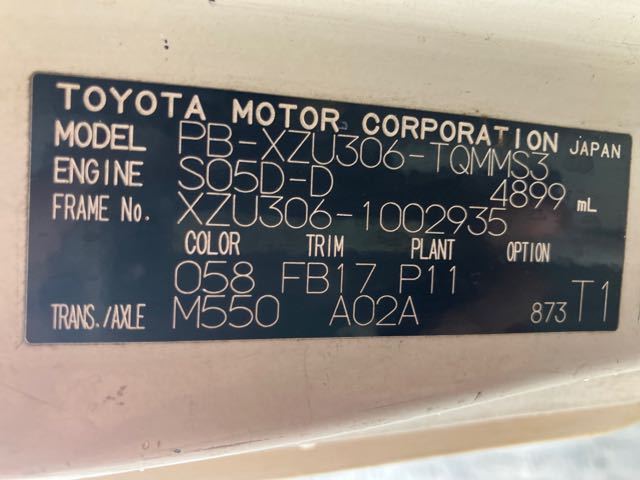 TOYOTA MOTOR CORPORATION JAPAN
MODEL PB-XZU306-TQMMS3
ENGINE S05D-D 4899 mL
FRAME No. XZU306-1002935
COLOR TRIM PLANT OPTION
058 FB17 P11
TRANS./AXLE M550 A02A 873 T1